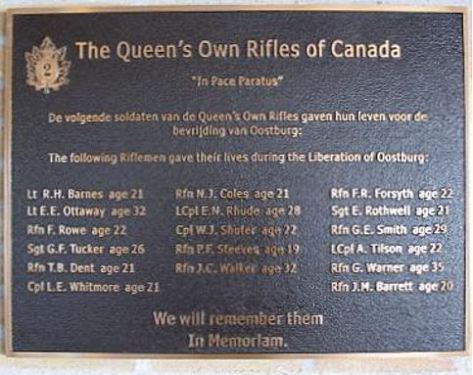 2
The Queen's Own Rifles of Canada
"In Pace Paratus"
De volgende soldaten van de Queen's Own Rifles gaven hun leven voor de
bevrijding van Oostburg:
The following Riflemen gave their lives during the Liberation of Oostburg:
Lt R.H. Barnes age 21
Lt E.E. Ottaway age 32
Rfn F. Rowe age 22
Sgt G.F. Tucker age 26
Rfn T.B. Dent age 21
Cpl L.E. Whitmore age 21
Rfn N.J. Coles age 21
LCpl E.N. Rhude age 28
Cpl W.J. Shuter age 22
Rfn P.F. Steeves age 19
Rfn J.C. Walker age 32
Rfn F.R. Forsyth age 22
Sgt E. Rothwell age 21
Rfn G.E. Smith age 29
LCpl A. Tilson age 22
Rfn G. Warner age 35
Rfn J.M. Barrett age 20
We will remember them
In Memoriam.